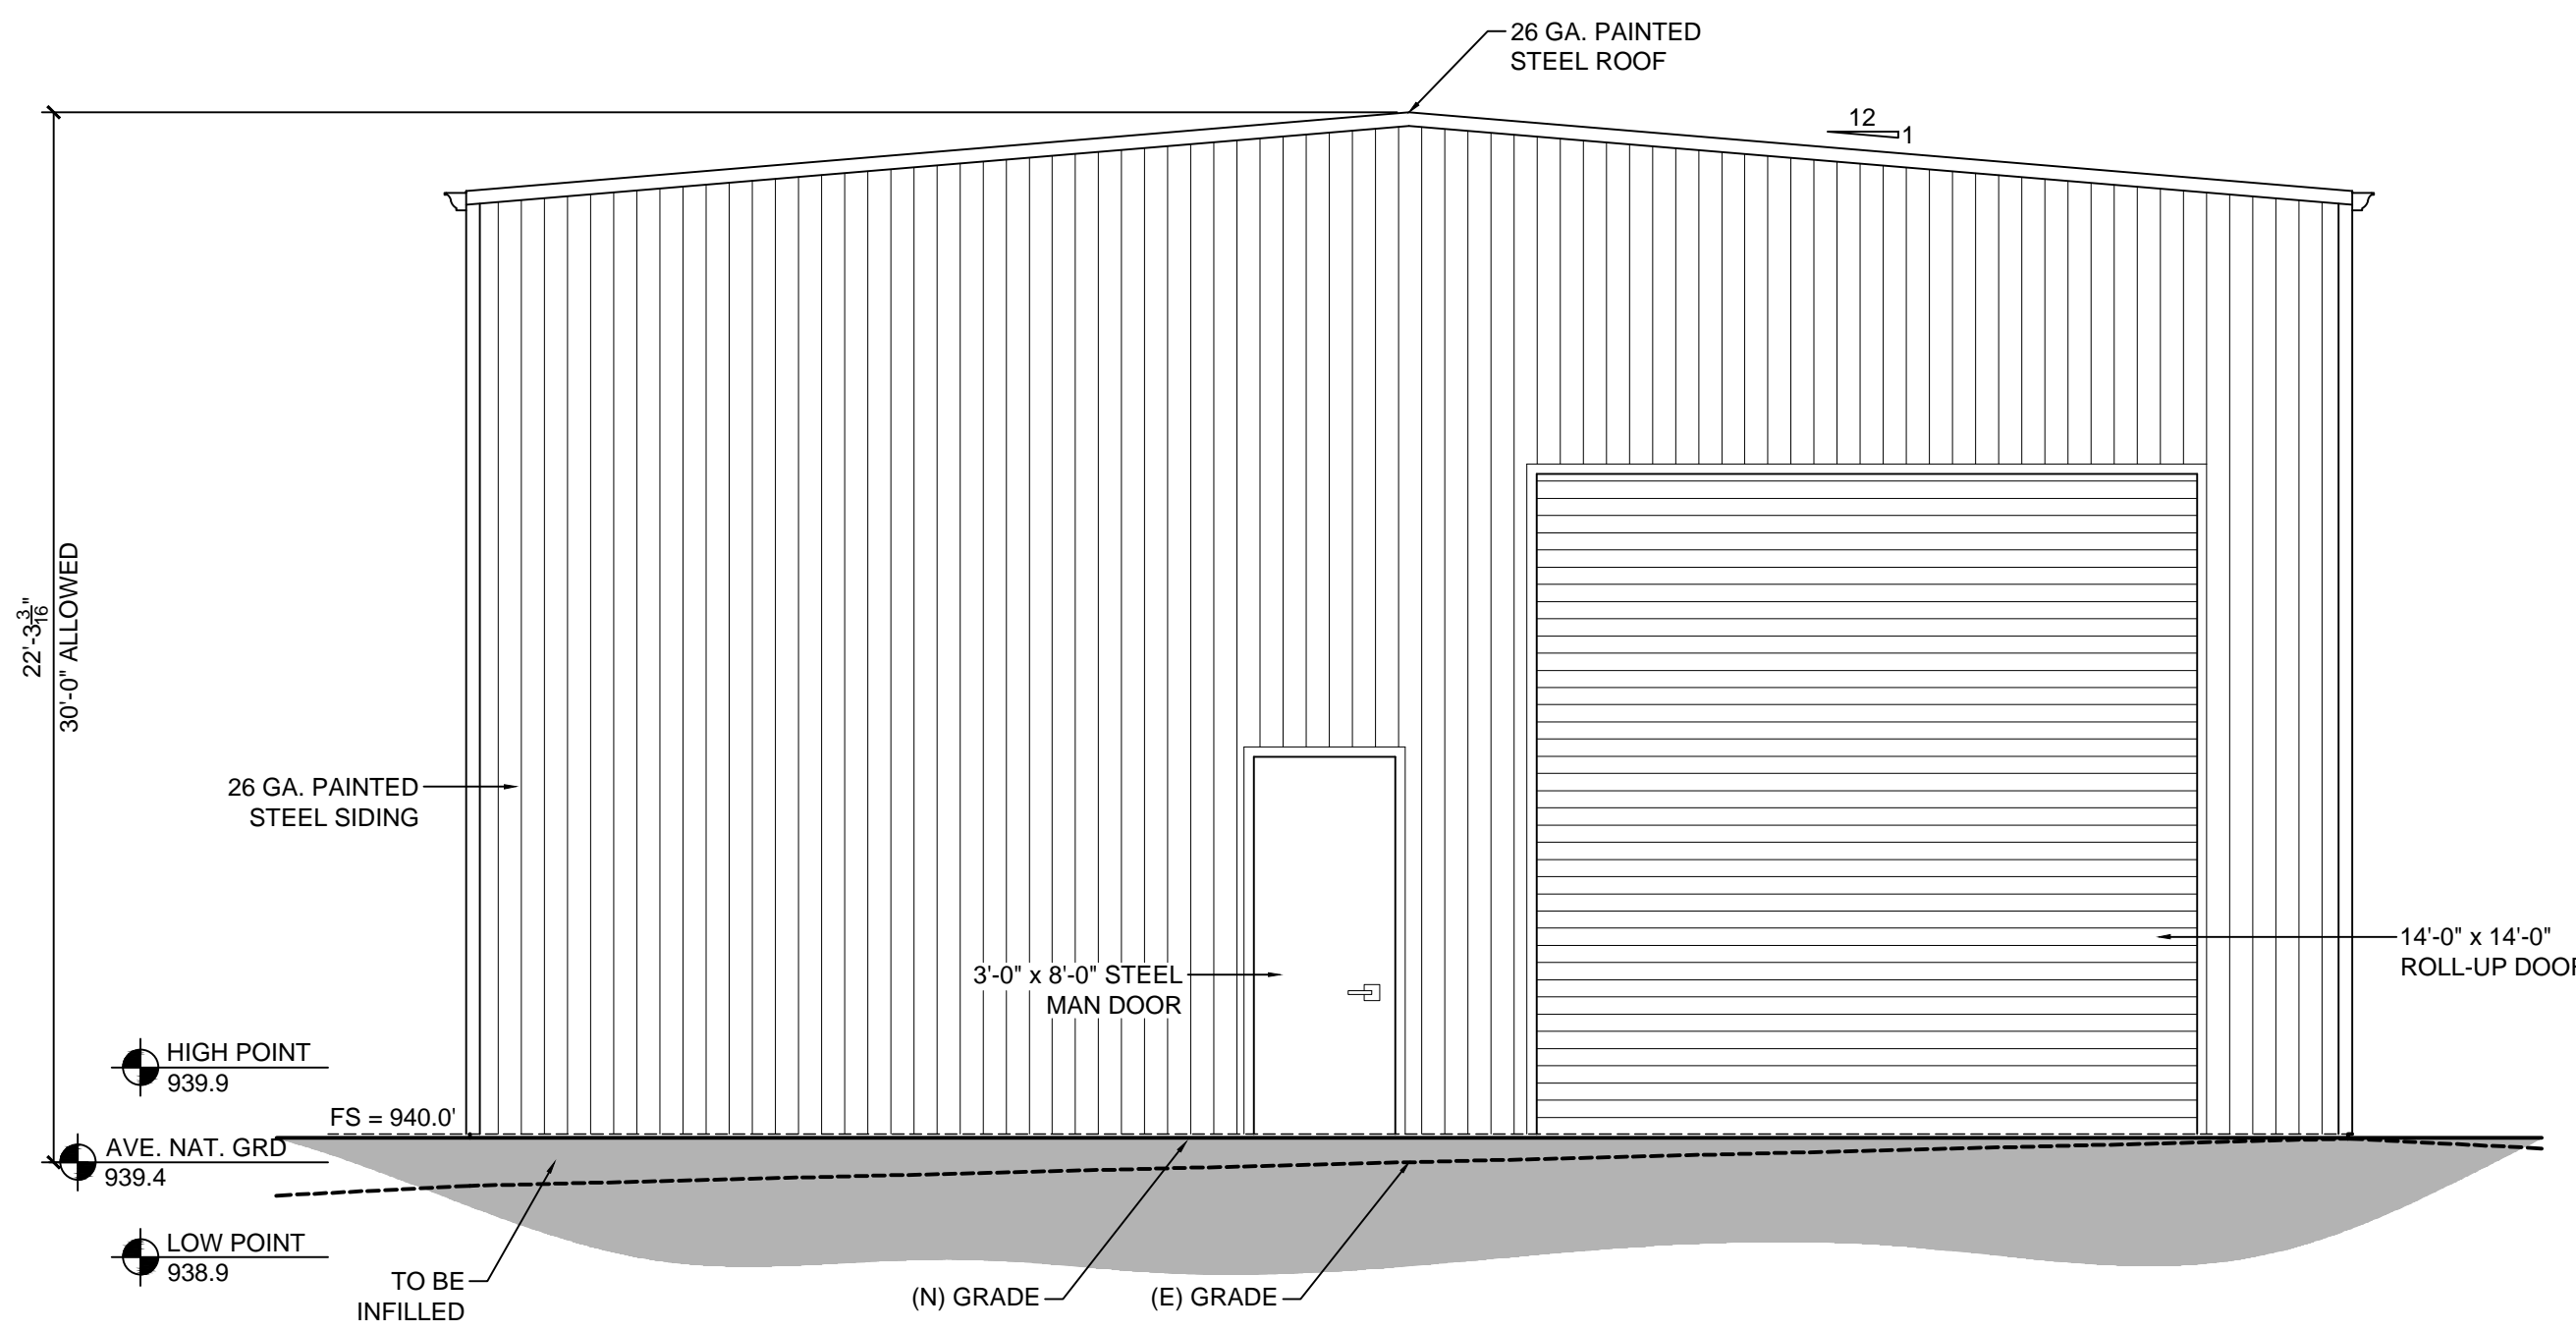 26 GA. PAINTED
STEEL ROOF
12
1
22'-3 3/16"
30'-0" ALLOWED
26 GA. PAINTED
STEEL SIDING
14'-0" x 14'-0"
ROLL-UP DOOR
3'-0" x 8'-0" STEEL
MAN DOOR
HIGH POINT
939.9
FS = 940.0'
AVE. NAT. GRD
939.4
LOW POINT
938.9
TO BE
INFILLED
(N) GRADE
(E) GRADE